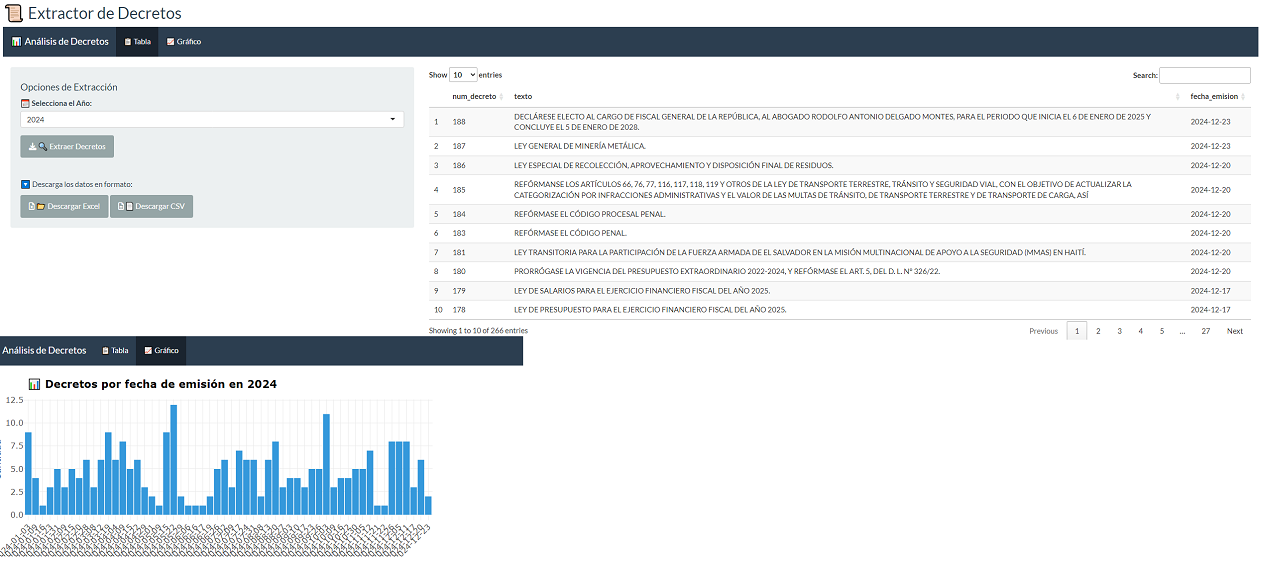 Extractor de Decretos
Análisis de Decretos Tabla Gráfico
Opciones de Extracción
Selecciona el Año:
2024
Extraer Decretos
Descarga los datos en formato:
Descargar Excel Descargar CSV
Show 10 entries
Search:
num_decreto texto fecha_emision
1 188 DECLÁRESE ELECTO AL CARGO DE FISCAL GENERAL DE LA REPÚBLICA, AL ABOGADO RODOLFO ANTONIO DELGADO MONTES, PARA EL PERIODO QUE INICIA EL 6 DE ENERO DE 2025 Y 2024-12-23
CONCLUYE EL 5 DE ENERO DE 2028.
2 187 LEY GENERAL DE MINERÍA METÁLICA. 2024-12-23
3 186 LEY ESPECIAL DE RECOLECCIÓN, APROVECHAMIENTO Y DISPOSICIÓN FINAL DE RESIDUOS. 2024-12-20
4 185 REFÓRMANSE LOS ARTÍCULOS 66, 76, 77, 116, 117, 118, 119 Y OTROS DE LA LEY DE TRANSPORTE TERRESTRE, TRÁNSITO Y SEGURIDAD VIAL, CON EL OBJETIVO DE ACTUALIZAR LA 2024-12-20
CATEGORIZACIÓN POR INFRACCIONES ADMINISTRATIVAS Y EL VALOR DE LAS MULTAS DE TRÁNSITO, DE TRANSPORTE TERRESTRE Y DE TRANSPORTE DE CARGA, ASÍ
5 184 REFÓRMASE EL CÓDIGO PROCESAL PENAL. 2024-12-20
6 183 REFÓRMASE EL CÓDIGO PENAL. 2024-12-20
7 181 LEY TRANSITORIA PARA LA PARTICIPACIÓN DE LA FUERZA ARMADA DE EL SALVADOR EN LA MISIÓN MULTINACIONAL DE APOYO A LA SEGURIDAD (MMAS) EN HAITÍ. 2024-12-20
8 180 PRORRÓGASE LA VIGENCIA DEL PRESUPUESTO EXTRAORDINARIO 2022-2024, Y REFÓRMASE EL ART. 5, DEL D. L. Nº 326/22. 2024-12-20
9 179 LEY DE SALARIOS PARA EL EJERCICIO FINANCIERO FISCAL DEL AÑO 2025. 2024-12-17
10 178 LEY DE PRESUPUESTO PARA EL EJERCICIO FINANCIERO FISCAL DEL AÑO 2025. 2024-12-17
Showing 1 to 10 of 266 entries
Previous 1 2 3 4 5 ... 27 Next
Análisis de Decretos Tabla Gráfico
Decretos por fecha de emisión en 2024
12.5
10.0
7.5
5.0
2.5
0.0